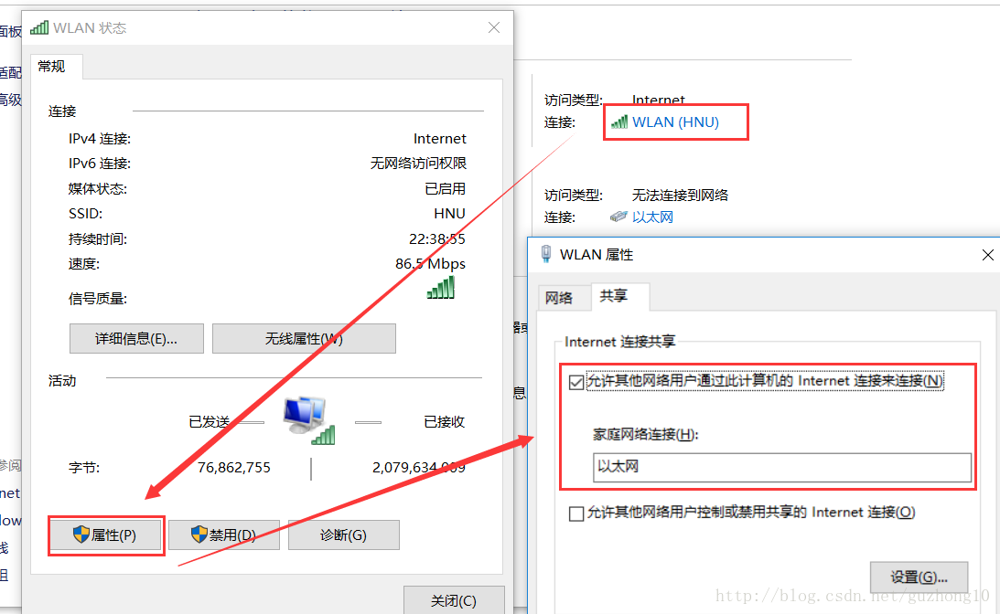 WLAN 状态
面板
适配
高级
常规
连接
IPv4 连接: Internet
IPv6 连接: 无网络访问权限
媒体状态: 已启用
SSID: HNU
持续时间: 22:38:55
速度: 86.5 Mbps
信号质量:
详细信息(E)... 无线属性(W)
活动
已发送 已接收
字节: 76,862,755 2,079,634,099
属性(P) 禁用(D) 诊断(G)
关闭(C)
参阅
net
low
线
组
访问类型: Internet
连接: WLAN (HNU)
访问类型: 无法连接到网络
连接: 以太网
器或
息
WLAN 属性
网络 共享
Internet 连接共享
允许其他网络用户通过此计算机的 Internet 连接来连接(N)
家庭网络连接(H):
以太网
允许其他网络用户控制或禁用共享的 Internet 连接(O)
设置(G)...
http://blog.csdn.net/guzhong10